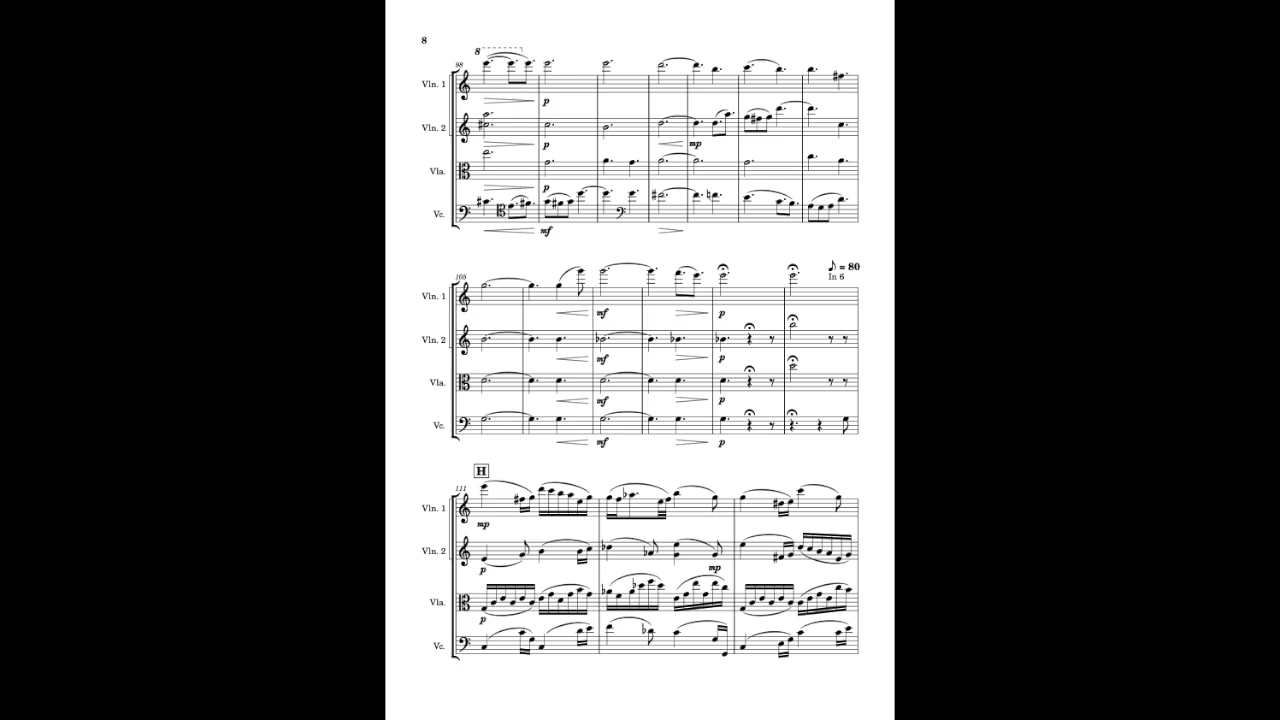 8
8
98
Vln. 1
p
Vln. 2
p
mp
Vla.
p
Vc.
mf
105
♪ = 80
In 6
Vln. 1
mf
p
Vln. 2
mf
p
Vla.
mf
p
Vc.
mf
p
H
111
Vln. 1
mp
Vln. 2
p
mp
Vla.
p
Vc.